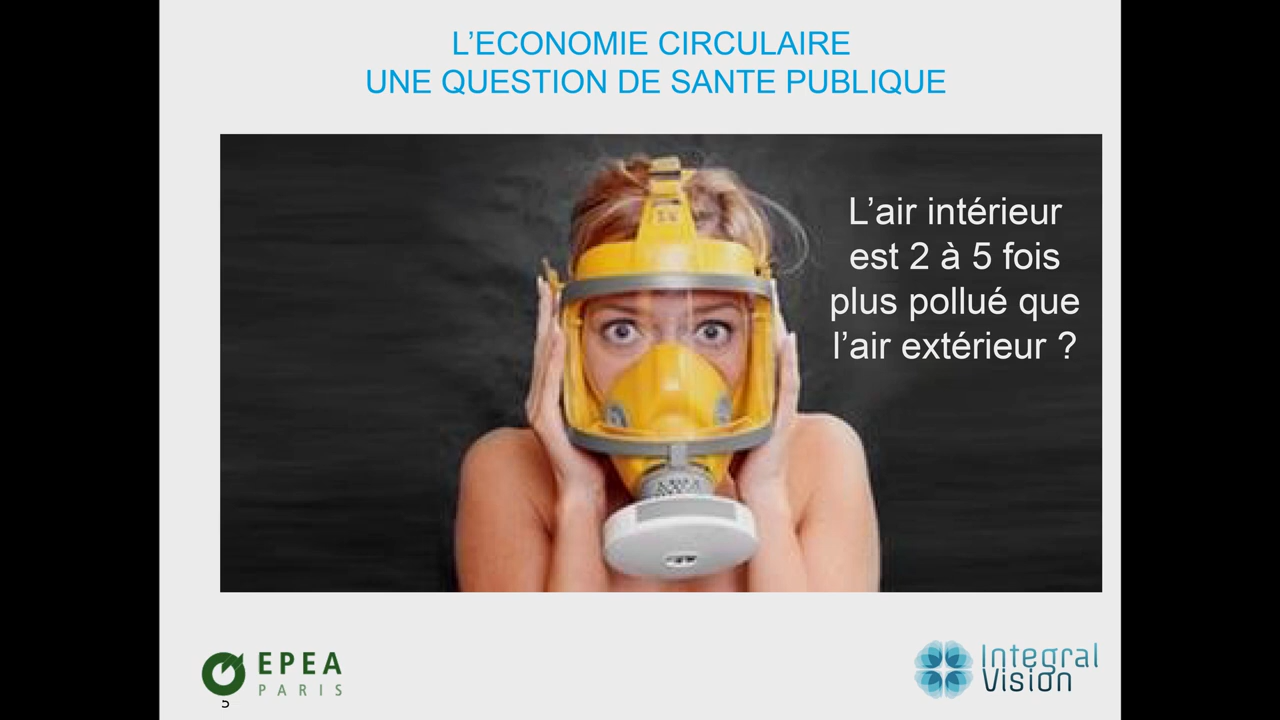 L'ECONOMIE CIRCULAIRE
UNE QUESTION DE SANTE PUBLIQUE
L'air intérieur
est 2 à 5 fois
plus pollué que
l'air extérieur ?
EPEA
PARIS
5
Integral
Vision